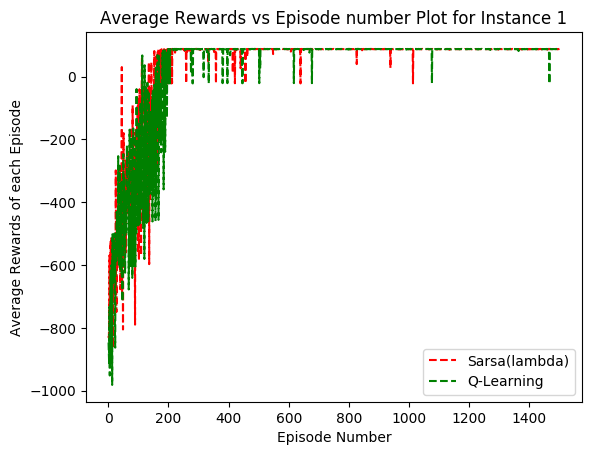 Average Rewards vs Episode number Plot for Instance 1
Average Rewards of each Episode
0
−200
−400
−600
−800
−1000
0 200 400 600 800 1000 1200 1400
Episode Number
Sarsa(lambda)
Q-Learning